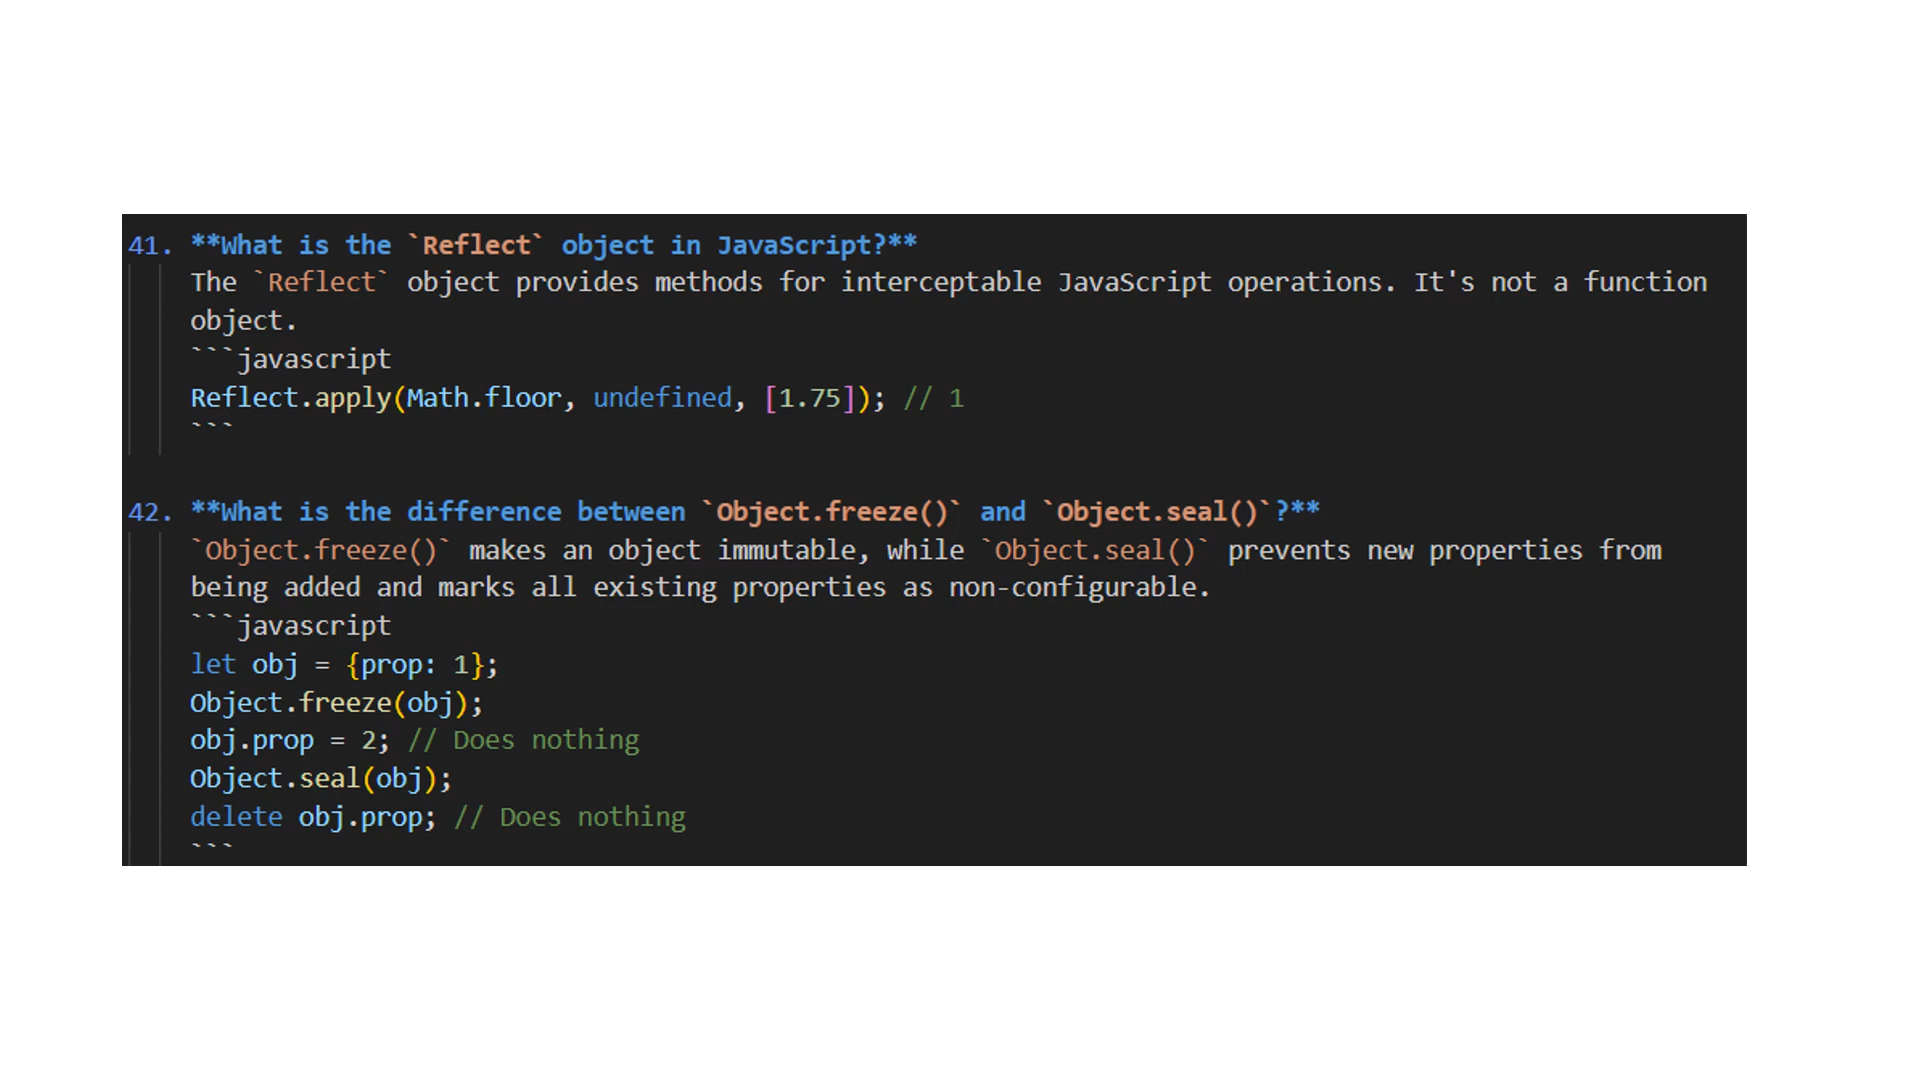 41. **What is the `Reflect` object in JavaScript?**
The `Reflect` object provides methods for interceptable JavaScript operations. It's not a function
object.
```javascript
Reflect.apply(Math.floor, undefined, [1.75]); // 1
```
42. **What is the difference between `Object.freeze()` and `Object.seal()`?**
`Object.freeze()` makes an object immutable, while `Object.seal()` prevents new properties from
being added and marks all existing properties as non-configurable.
```javascript
let obj = {prop: 1};
Object.freeze(obj);
obj.prop = 2; // Does nothing
Object.seal(obj);
delete obj.prop; // Does nothing
```